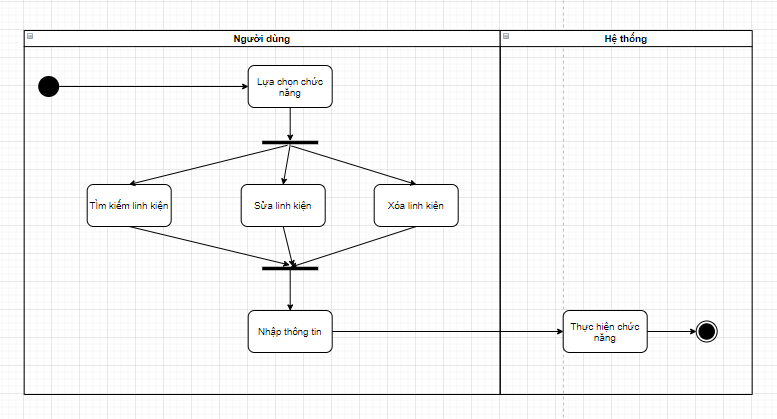 Người dùng
Hệ thống
Lựa chọn chức
năng
TÌm kiếm linh kiện
Sửa linh kiện
Xóa linh kiện
Nhập thông tin
Thực hiện chức
năng